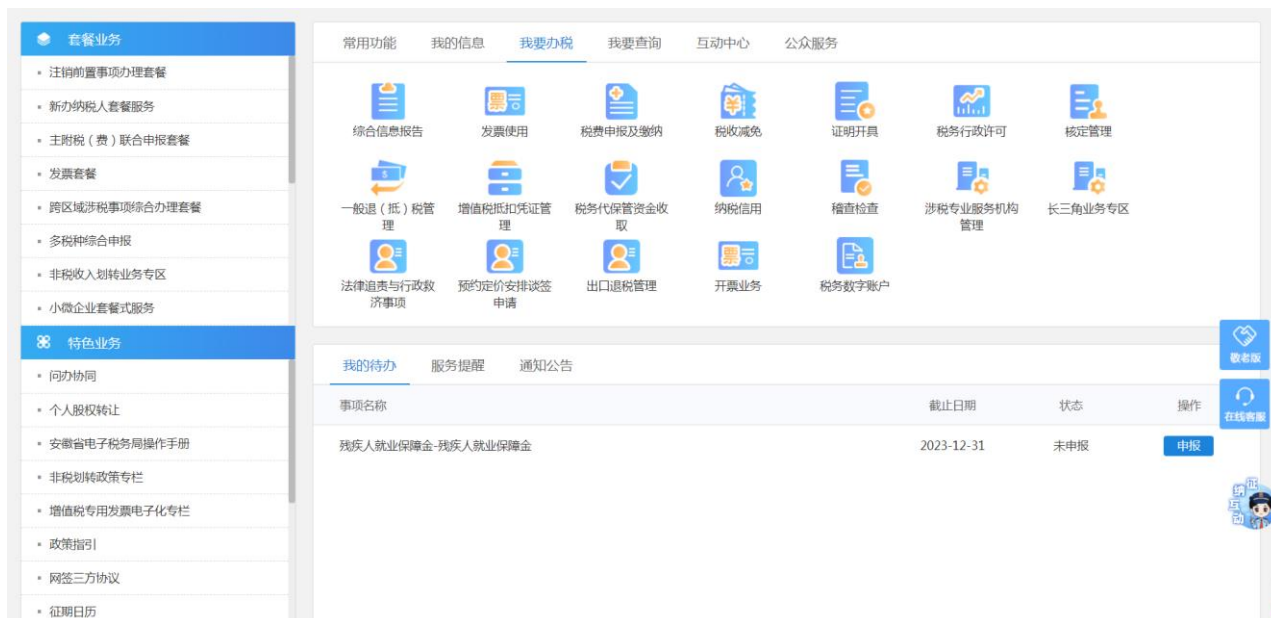 套餐业务
注销前置事项办理套餐
新办纳税人套餐服务
主附税（费）联合申报套餐
发票套餐
跨区域涉税事项综合办理套餐
多税种综合申报
非税收入划转业务专区
小微企业套餐式服务
特色业务
问办协同
个人股权转让
安徽省电子税务局操作手册
非税划转政策专栏
增值税专用发票电子化专栏
政策指引
网签三方协议
征期日历
常用功能 我的信息 我要办税 我要查询 互动中心 公众服务
票
综合信息报告 发票使用 税费申报及缴纳 税收减免 证明开具 税务行政许可 核定管理
一般退（抵）税管 增值税抵扣凭证管 税务代保管资金收 纳税信用 稽查检查 涉税专业服务机构 长三角业务专区
理 理 取 管理
票
法律追责与行政救 预约定价安排谈签 出口退税管理 开票业务 税务数字账户
济事项 申请
我的待办 服务提醒 通知公告
事项名称 截止日期 状态 操作
残疾人就业保障金-残疾人就业保障金 2023-12-31 未申报 申报
敬老版
在线客服
征纳互动